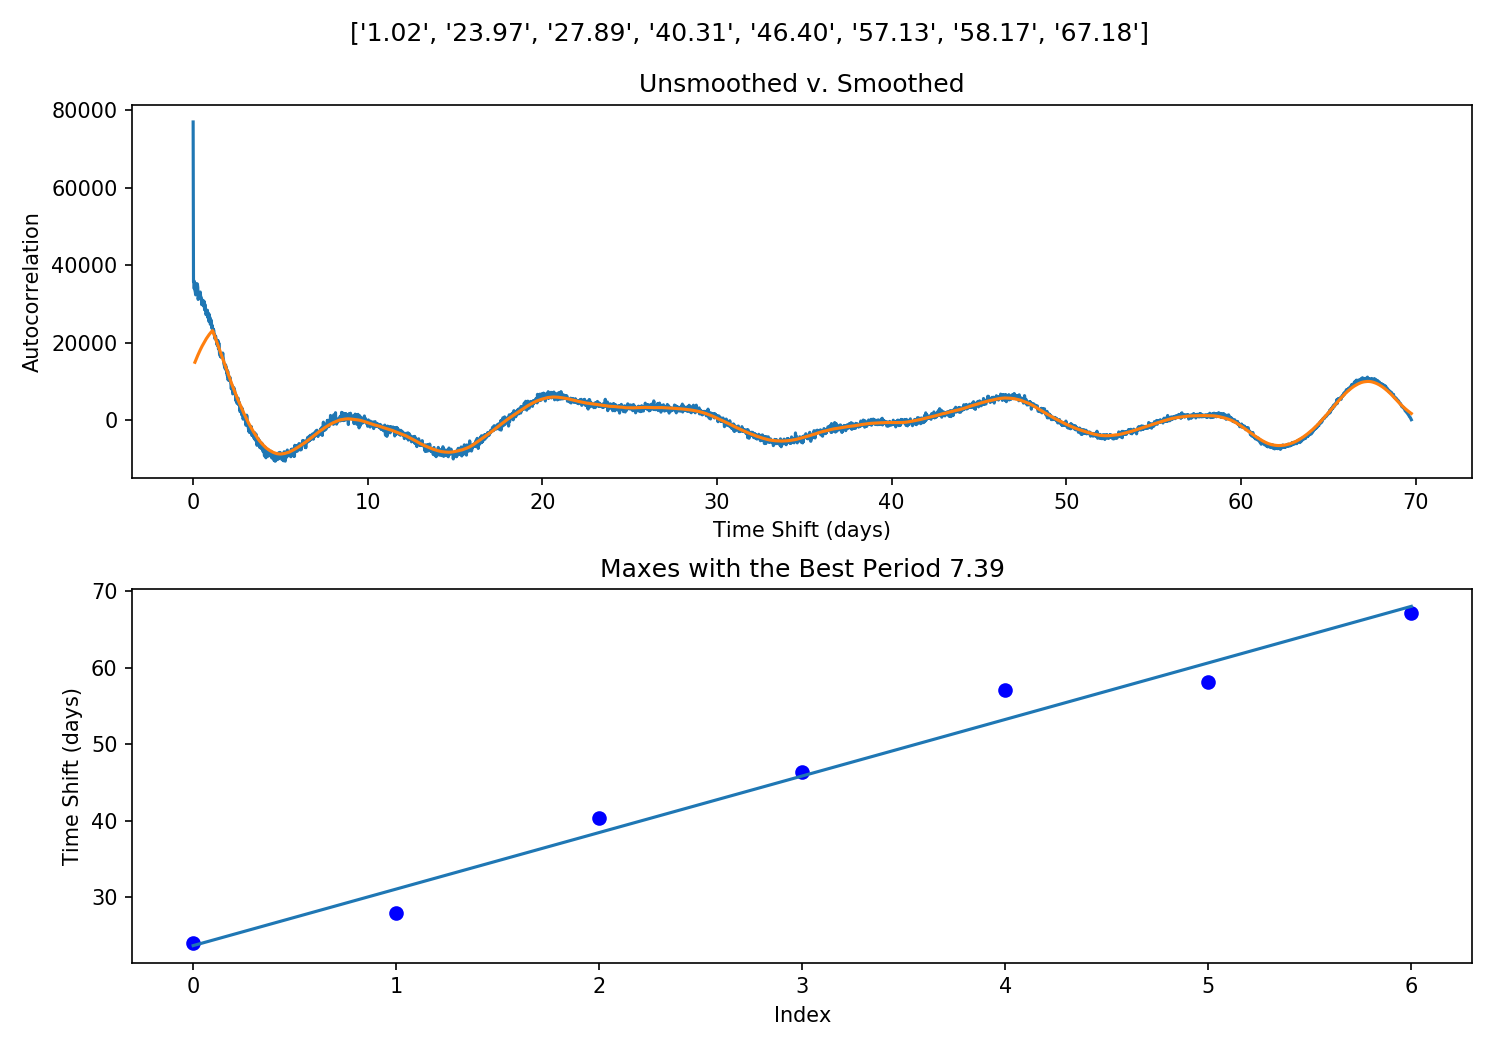 ['1.02', '23.97', '27.89', '40.31', '46.40', '57.13', '58.17', '67.18']
Unsmoothed v. Smoothed
80000
60000
40000
20000
0
Autocorrelation
0 10 20 30 40 50 60 70
Time Shift (days)
Maxes with the Best Period 7.39
70
60
50
40
30
Time Shift (days)
0 1 2 3 4 5 6
Index